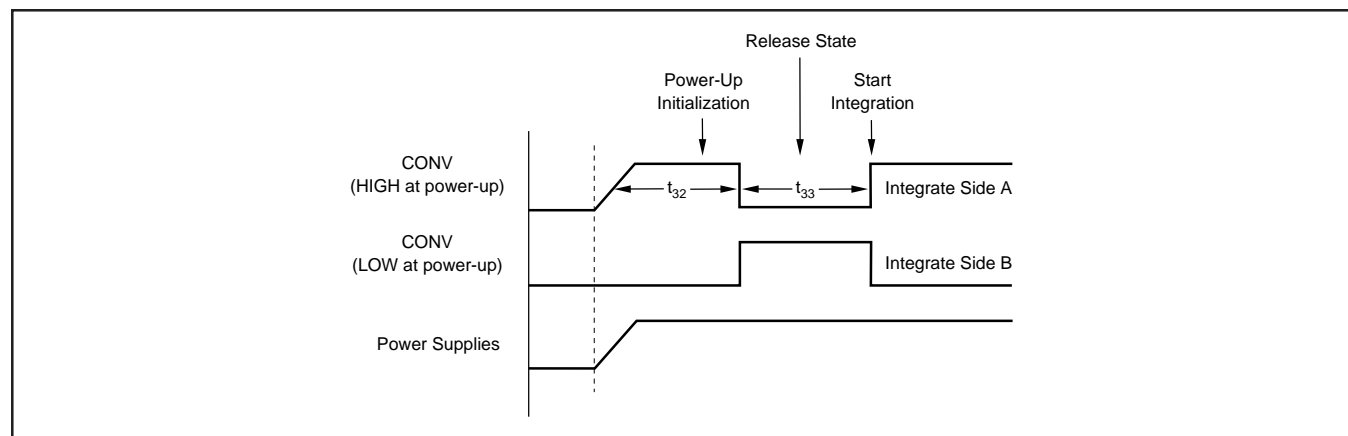 Release State
Power-Up
Initialization
Start
Integration
CONV
(HIGH at power-up)
t32
t33
Integrate Side A
CONV
(LOW at power-up)
Integrate Side B
Power Supplies